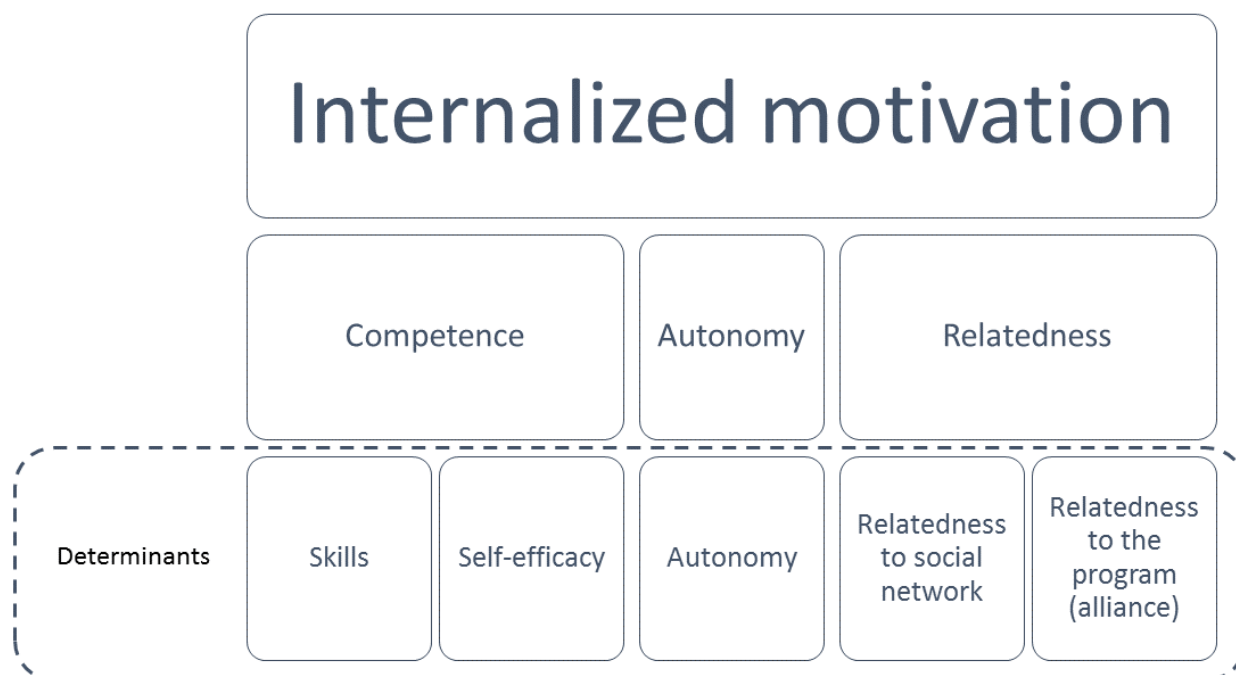 Internalized motivation
Competence
Autonomy
Relatedness
Determinants
Skills
Self-efficacy
Autonomy
Relatedness
to social
network
Relatedness
to the
program
(alliance)